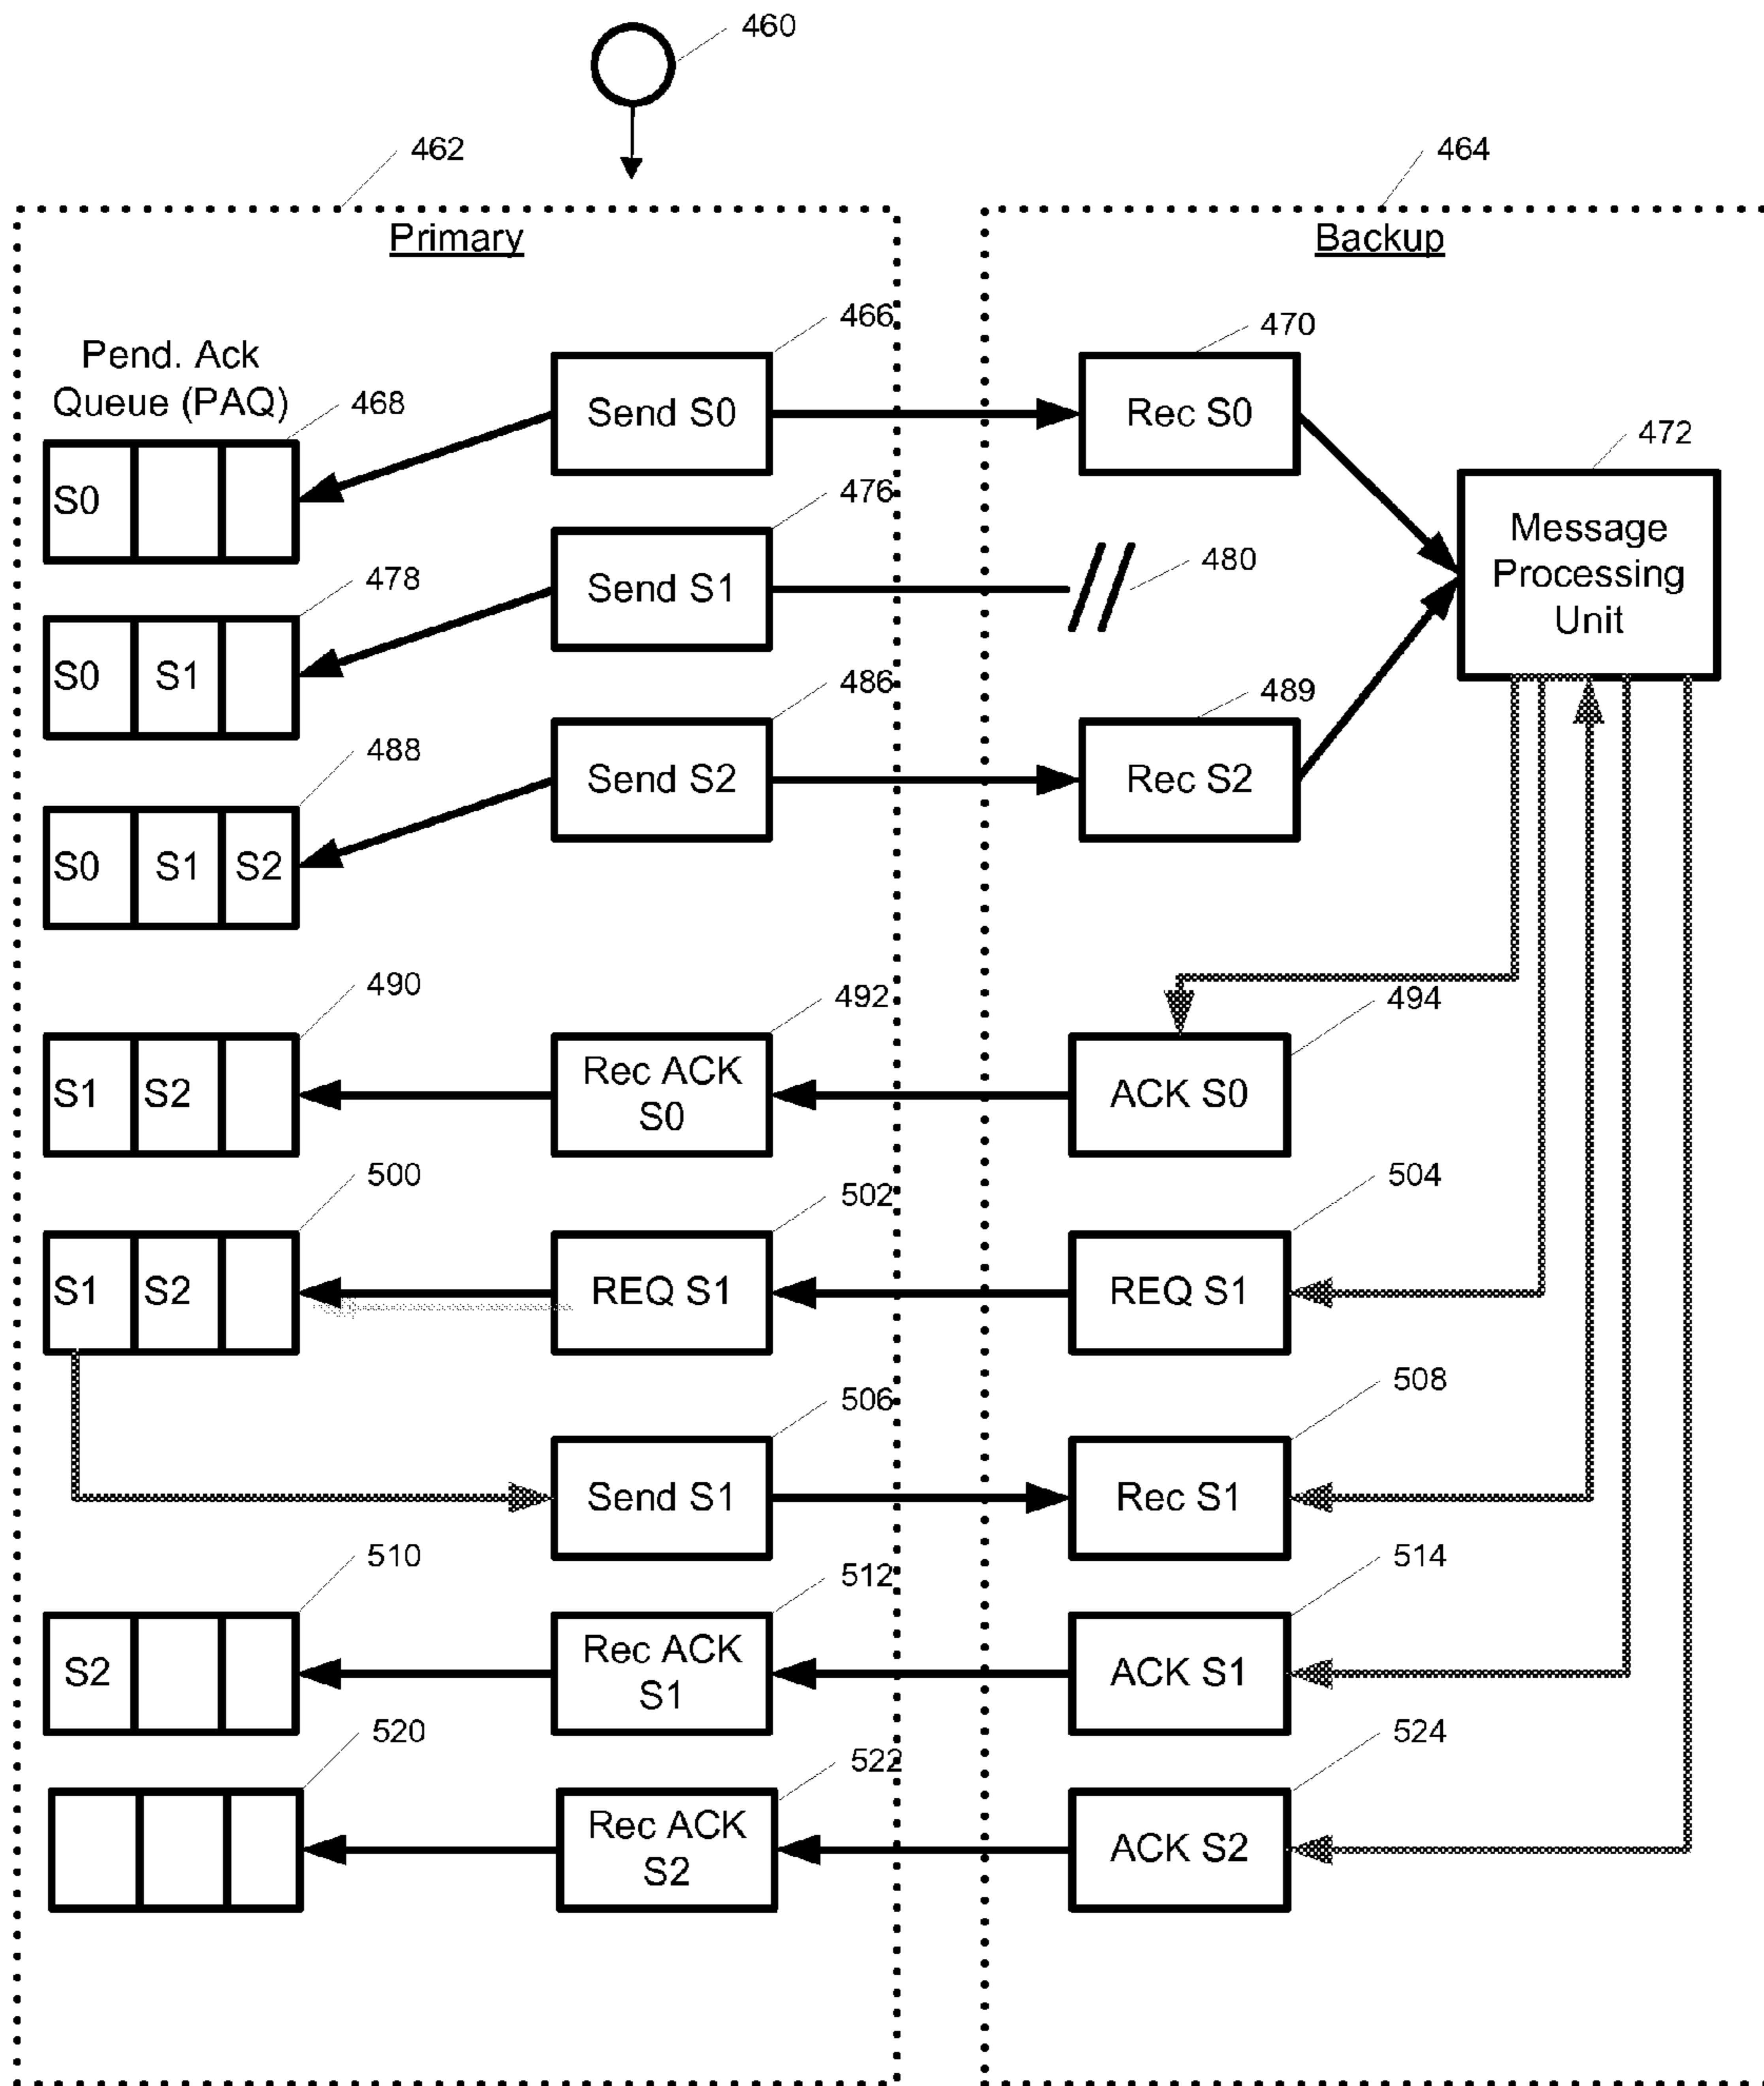 460
462
464
Primary
Backup
466
470
Pend. Ack
Queue (PAQ)
468
Send S0
Rec S0
472
S0
476
Message
Processing
Unit
478
Send S1
480
S0 S1
486
489
488
Send S2
Rec S2
S0 S1 S2
490
492
494
S1 S2
Rec ACK
S0
ACK S0
500
502
504
S1 S2
REQ S1
REQ S1
506
508
Send S1
Rec S1
510
512
514
S2
Rec ACK
S1
ACK S1
520
522
524
Rec ACK
S2
ACK S2